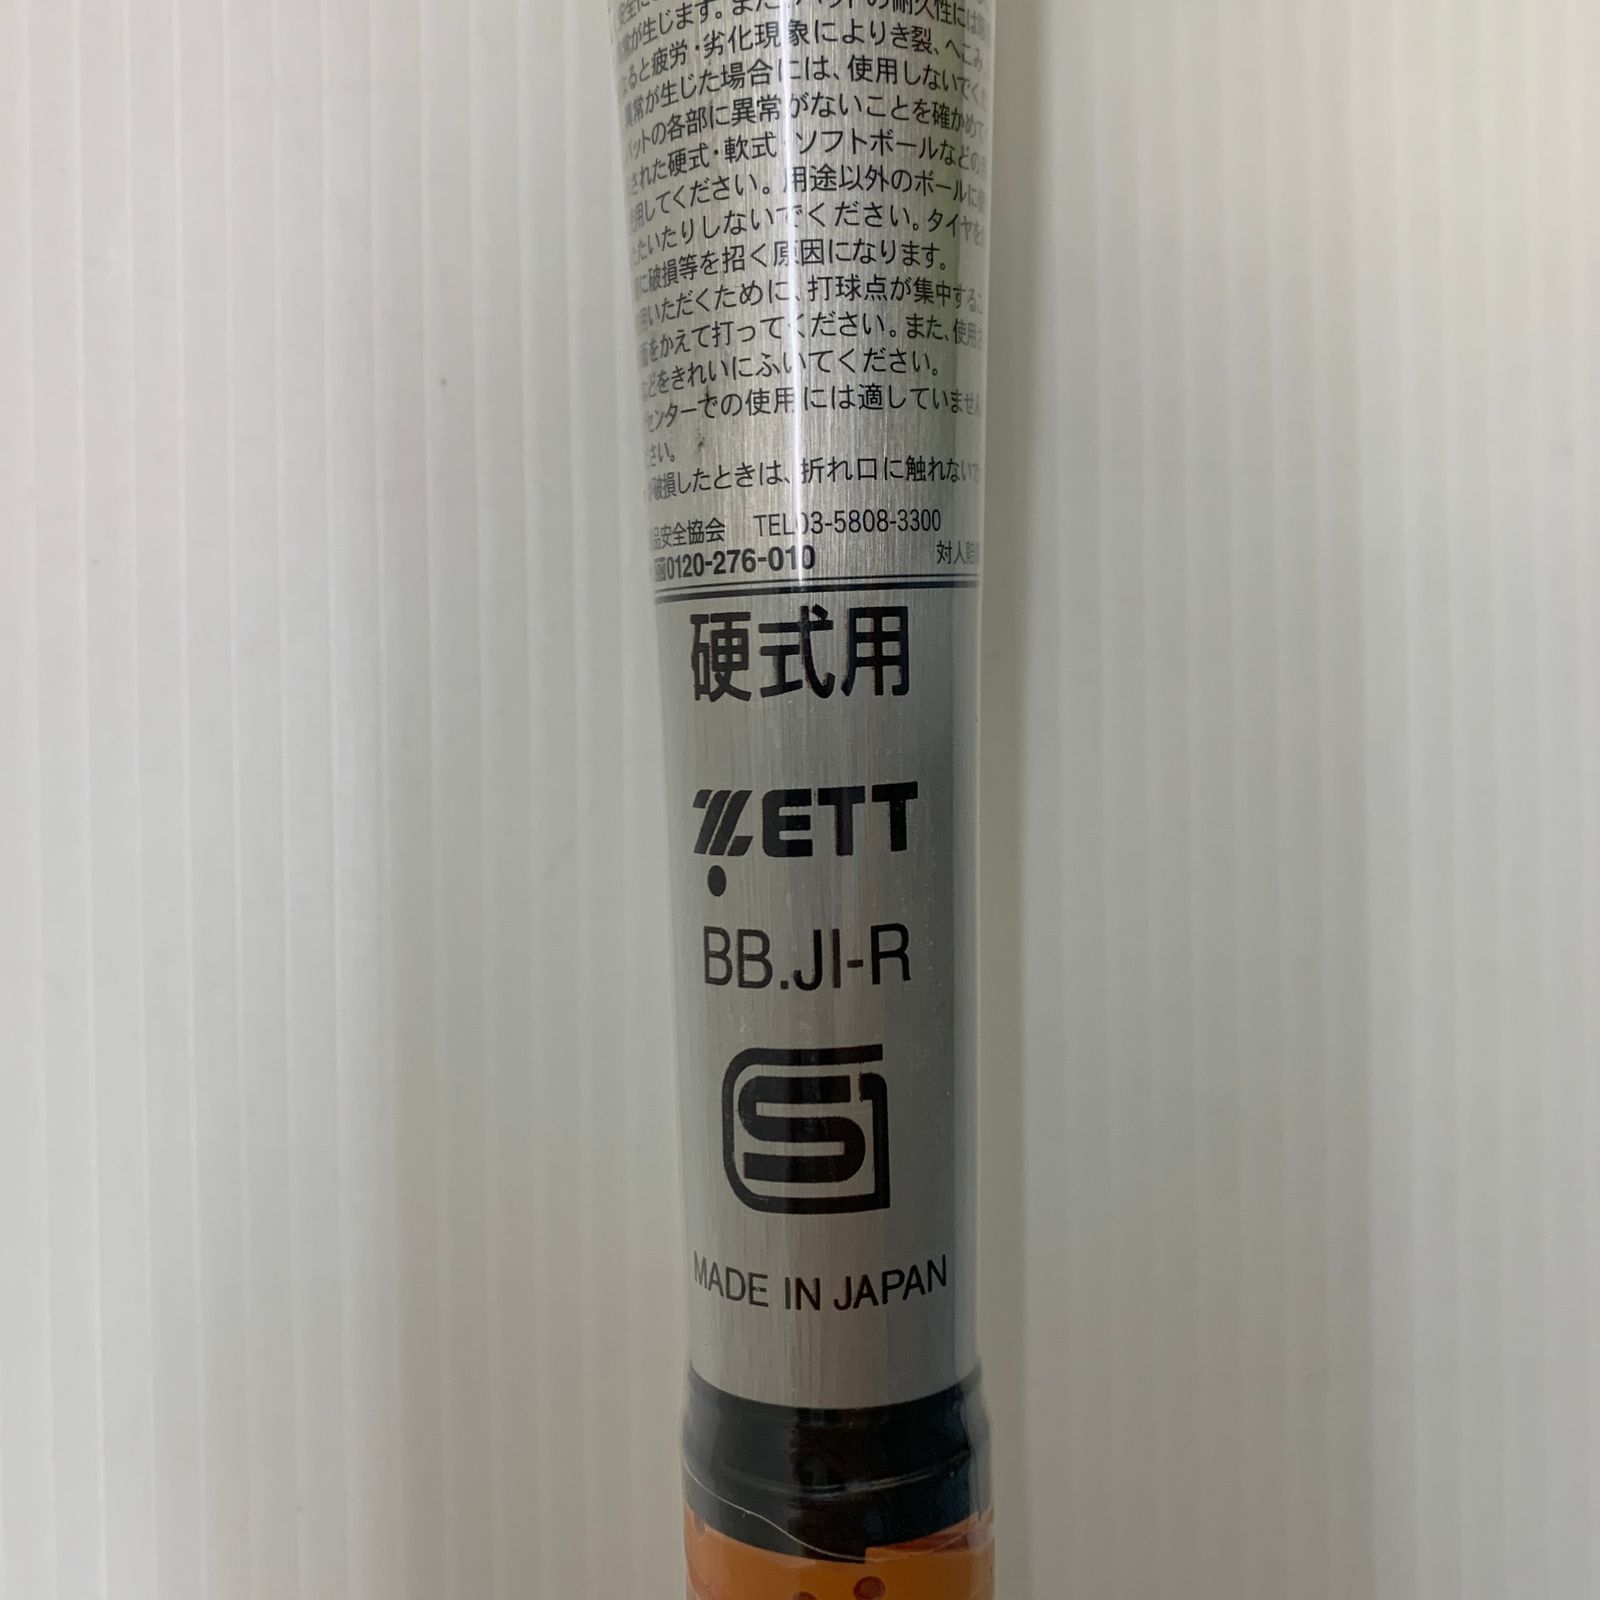 が生じます。また、バットの耐久性には
ると疲労・劣化現象によりき裂、へこみ、
異常が生じた場合には、使用しないでくだ
バットの各部に異常がないことを確かめて
された硬式・軟式・ソフトボールなどの
使用してください。用途以外のボールに使
たたいたりしないでください。タイヤを
に破損等を招く原因になります。
用いただくために、打球点が集中するこ
面をかえて打ってください。また、使用
などをきれいにふいてください。
センターでの使用には適していません
ださい。
破損したときは、折れ口に触れないで
品安全協会 TEL03-5808-3300
0120-276-010 対人賠
硬式用
ZETT
BB.JI-R
SG
MADE IN JAPAN